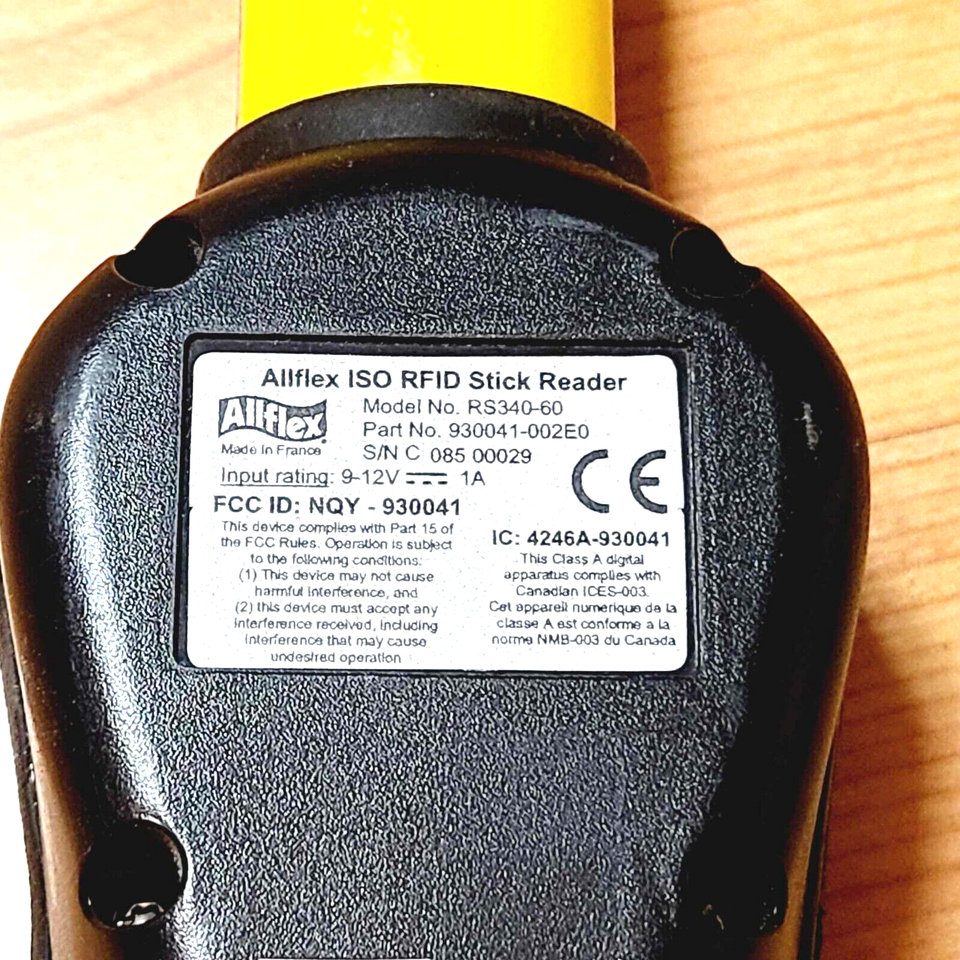 Allflex ISO RFID Stick Reader
Allflex
Made in France
Model No. RS340-60
Part No. 930041-002E0
S/N C 085 00029
Input rating: 9-12V 1A
CE
FCC ID: NQY - 930041
This device complies with Part 15 of
the FCC Rules. Operation is subject
to the following conditions:
(1) This device may not cause
harmful interference, and
(2) this device must accept any
interference received, including
interference that may cause
undesired operation
IC: 4246A-930041
This Class A digital
apparatus complies with
Canadian ICES-003.
Cet appareil numerique de la
classe A est conforme a la
norme NMB-003 du Canada